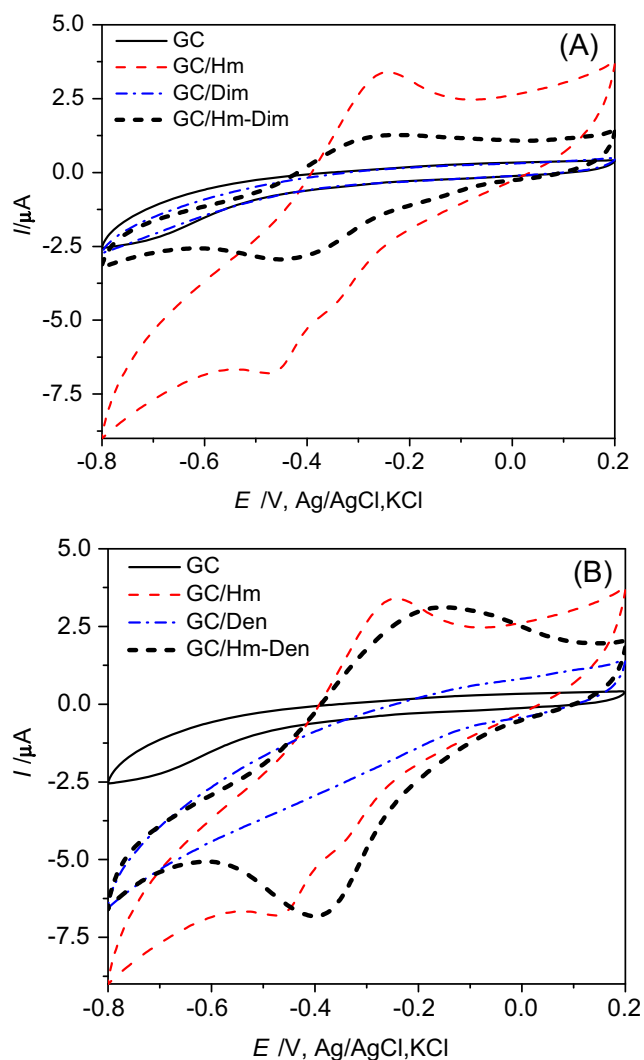 5.0
GC
(A)
GC/Hm
2.5
GC/Dim
GC/Hm-Dim
0.0
I/μA
-2.5
-5.0
-7.5
-0.8 -0.6 -0.4 -0.2 0.0 0.2
E /V, Ag/AgCl,KCl
5.0
GC
(B)
GC/Hm
2.5
GC/Den
GC/Hm-Den
0.0
I /μA
-2.5
-5.0
-7.5
-0.8 -0.6 -0.4 -0.2 0.0 0.2
E /V, Ag/AgCl,KCl